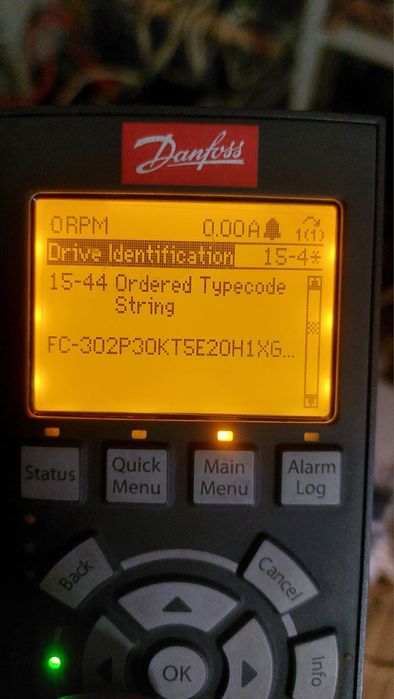 Danfoss
0RPM 0.00A 1(1)
Drive Identification 15-4*
15-44 Ordered Typecode
String
FC-302P30KT5E20H1XG...
Status
Quick
Menu
Main
Menu
Alarm
Log
Back
Cancel
OK
Info